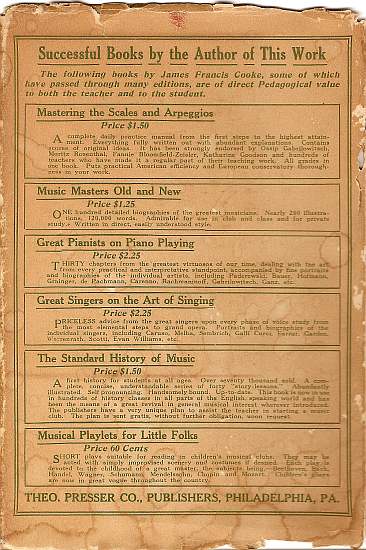 Successful Books by the Author of This Work
The following books by James Francis Cooke, some of which
have passed through many editions, are of direct Pedagogical value
to both the teacher and to the student.
Mastering the Scales and Arpeggios
Price $1.50
A complete daily practice manual from the first steps to the highest attain-
ment. Everything fully written out with abundant explanations. Contains
scores of original ideas. It has been strongly endorsed by Ossip Gabrilowitsch,
Moritz Rosenthal, Fannie Bloomfield-Zeisler, Katharine Goodson and hundreds of
teachers who have made it a regular part of their teaching system. All grades in
one book. Puts practical American efficiency and European conservatory thorough-
ness in your work.
Music Masters Old and New
Price $1.25
ONE hundred detailed biographies of the greatest musicians. Nearly 200 illustra-
tions, 120,000 words. Admirable for use in club and class and for private
study. Written in direct, easily understood style.
Great Pianists on Piano Playing
Price $2.25
THIRTY chapters from the greatest virtuosos of our time, dealing with the art
from every practical and interpretative standpoint, accompanied by the portraits
and biographies of the individual artists, including Paderewski, Bauer, Hofmann,
Grainger, de Pachmann, Carreno, Rachmaninoff, Gabrilowitsch, Ganz, etc.
Great Singers on the Art of Singing
Price $2.25
PRICELESS advice from the great singers upon every phase of voice study from
the most elemental steps to grand opera. Portraits and biographies of the
individual singers, including Caruso, Melba, Sembrich, Galli Curci, Farrar, Garden,
Werrenrath, Scotti, Evan Williams, etc.
The Standard History of Music
Price $1.50
A first history for students at all ages. Over seventy thousand sold. A com-
plete, concise, understandable series of forty "story-lessons." Abundantly
illustrated. Self pronouncing. Handsomely bound. Up-to-date. This book is now in use
in hundreds of history classes in all parts of the English speaking world and has
been the means of a great revival in general musical interest wherever introduced.
The publishers have a very unique plan to assist the teacher in starting a music
club. The plan is sent gratis, without further obligation, upon request.
Musical Playlets for Little Folks
Price 60 Cents
SHORT plays suitable for reading in children's musical clubs. They may be
acted with simply improvised scenery and costumes if desired. Each play is
devoted to the childhood of a great master, the subjects being—Beethoven, Bach,
Handel, Wagner, Schumann, Mendelssohn, Chopin and Mozart. Children's plays
are now in great vogue throughout the country.
THEO. PRESSER CO., PUBLISHERS, PHILADELPHIA, PA.